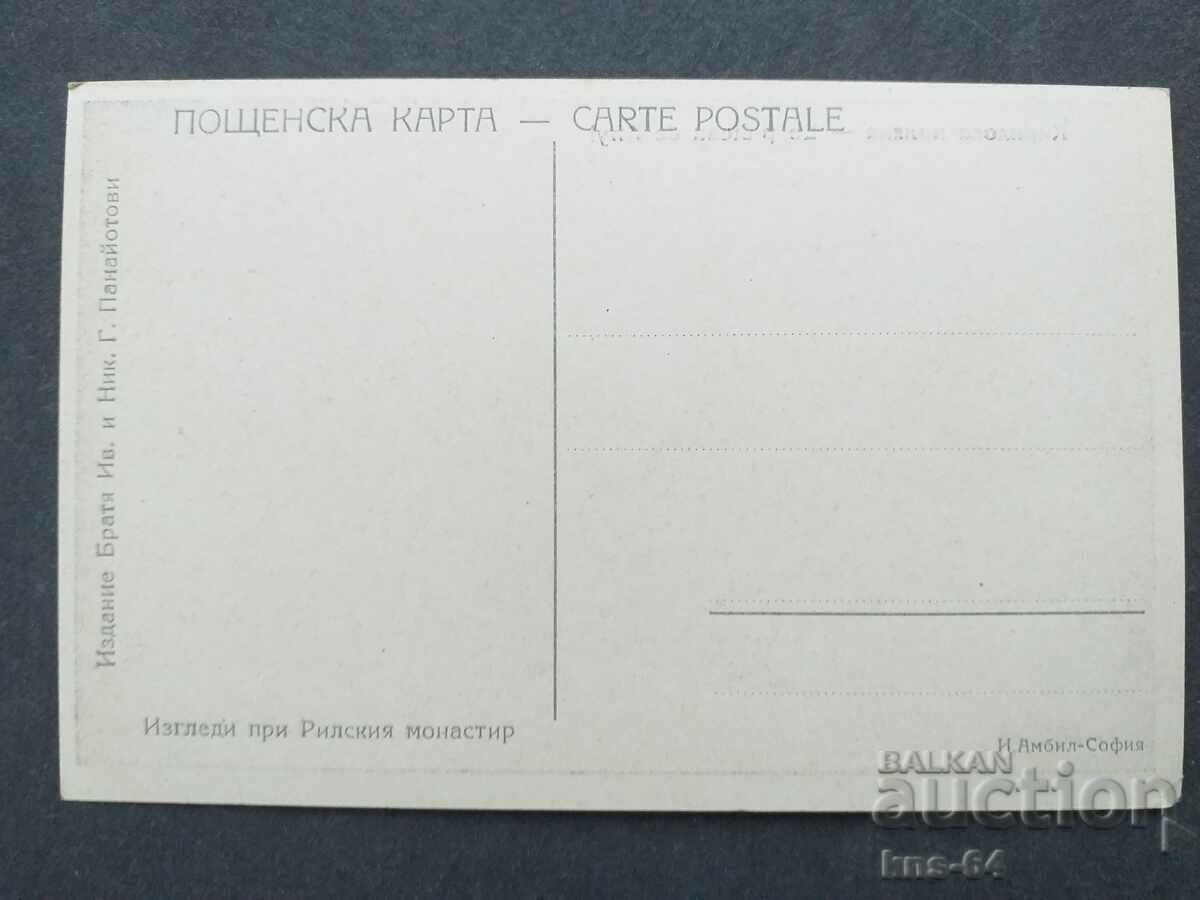 ПОЩЕНСКА КАРТА — CARTE POSTALE
Издание Братя Ив. и Ник. Г. Панайотови
Изгледи при Рилския монастир
И Амбил-София
BALKAN
auction
kns-64